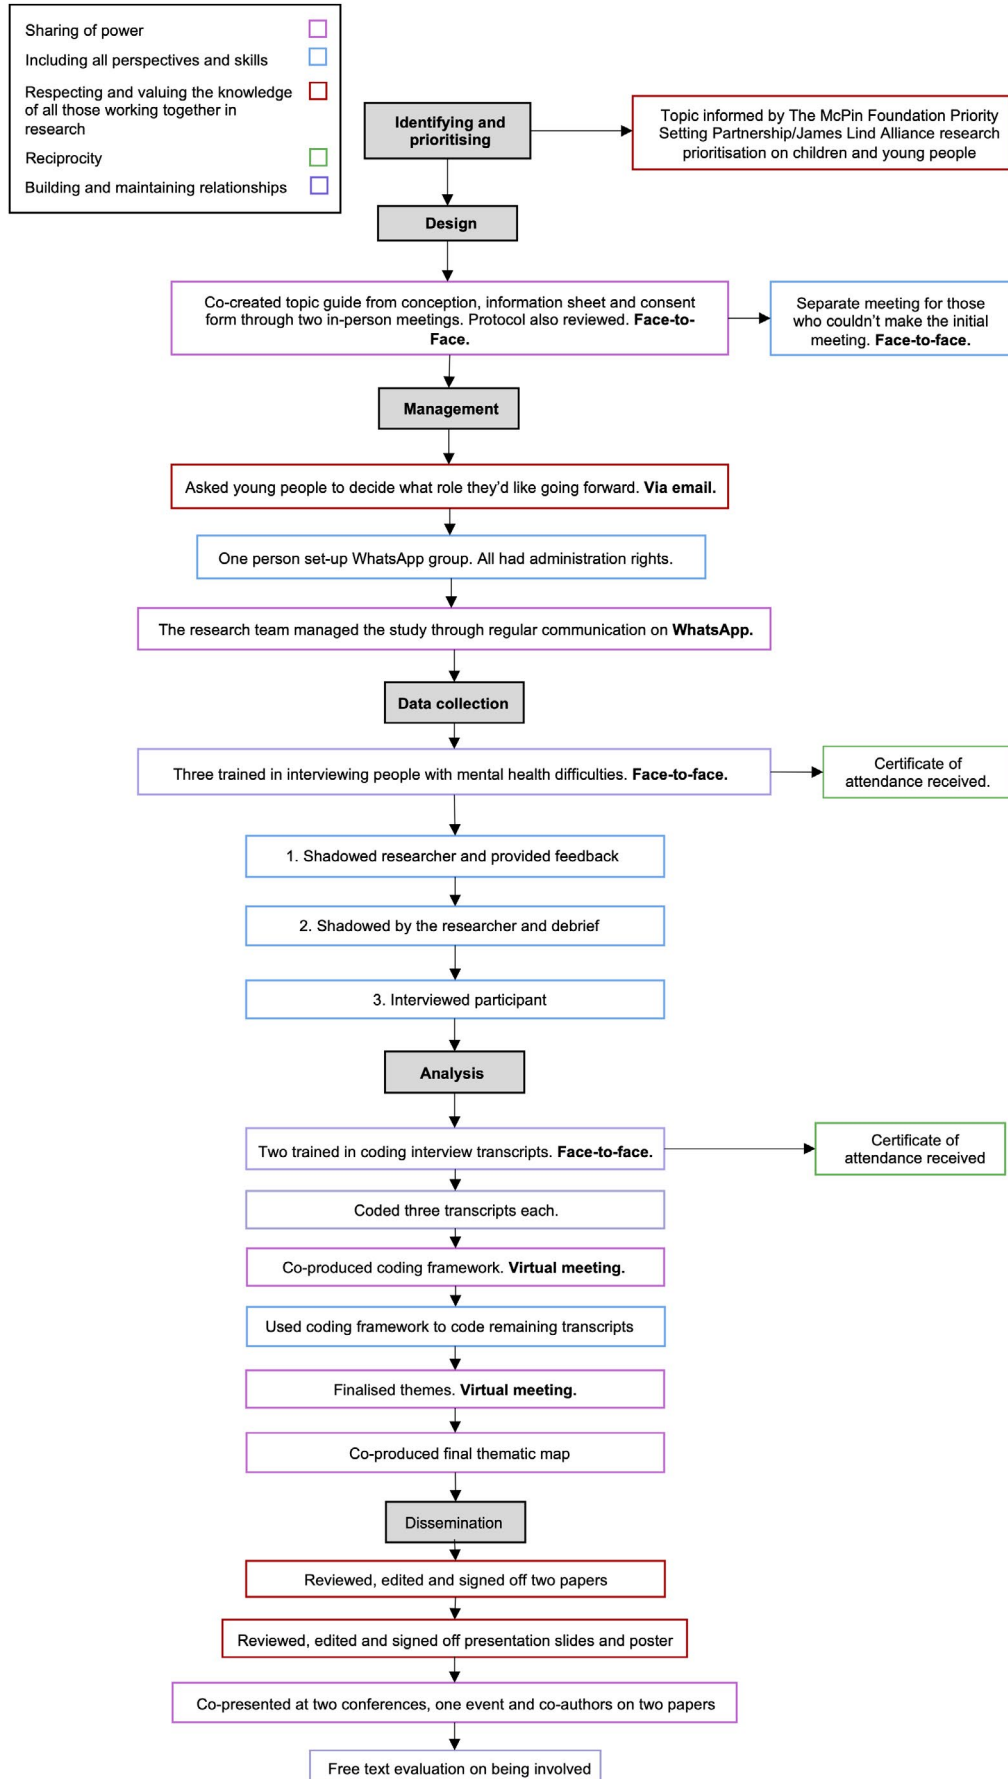 Sharing of power
Including all perspectives and skills
Respecting and valuing the knowledge
of all those working together in
research
Reciprocity
Building and maintaining relationships
Identifying and
prioritising
Topic informed by The McPin Foundation Priority
Setting Partnership/James Lind Alliance research
prioritisation on children and young people
Design
Co-created topic guide from conception, information sheet and consent
form through two in-person meetings. Protocol also reviewed. Face-to-
Face.
Separate meeting for those
who couldn’t make the initial
meeting. Face-to-face.
Management
Asked young people to decide what role they’d like going forward. Via email.
One person set-up WhatsApp group. All had administration rights.
The research team managed the study through regular communication on WhatsApp.
Data collection
Three trained in interviewing people with mental health difficulties. Face-to-face.
Certificate of
attendance received.
1. Shadowed researcher and provided feedback
2. Shadowed by the researcher and debrief
3. Interviewed participant
Analysis
Two trained in coding interview transcripts. Face-to-face.
Certificate of
attendance received
Coded three transcripts each.
Co-produced coding framework. Virtual meeting.
Used coding framework to code remaining transcripts
Finalised themes. Virtual meeting.
Co-produced final thematic map
Dissemination
Reviewed, edited and signed off two papers
Reviewed, edited and signed off presentation slides and poster
Co-presented at two conferences, one event and co-authors on two papers
Free text evaluation on being involved